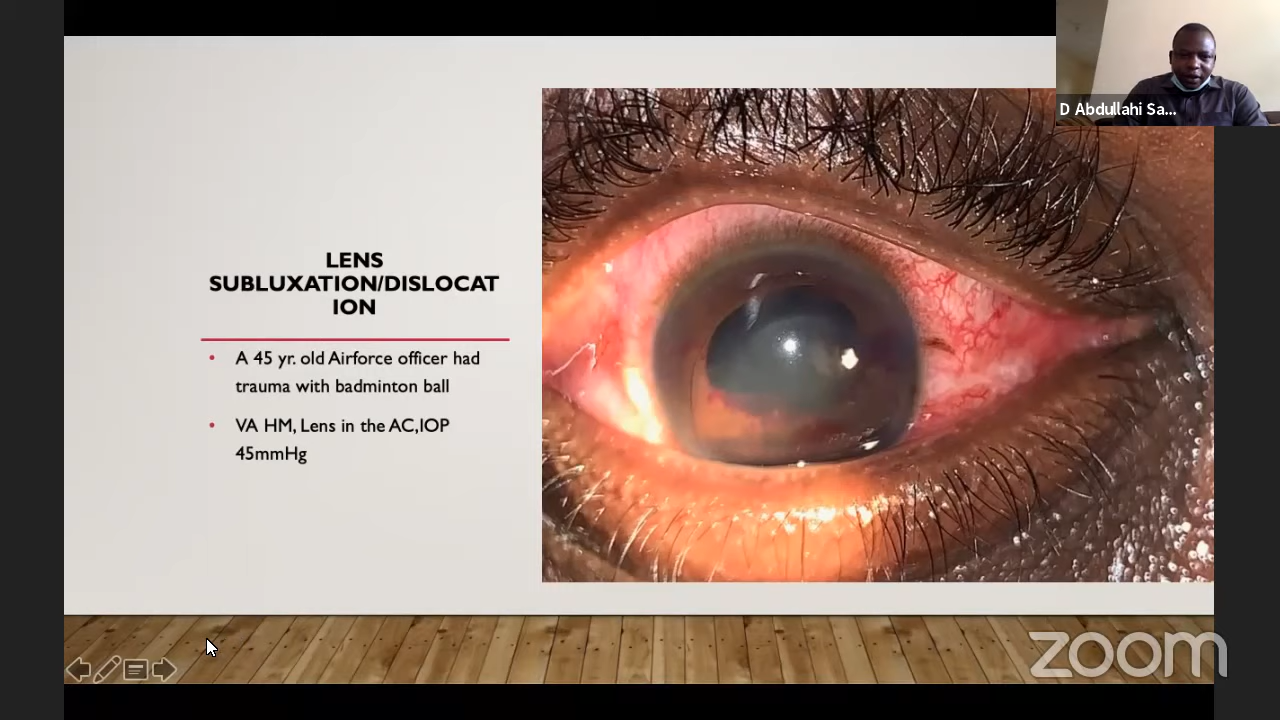 D Abdullahi Sa...
LENS
SUBLUXATION/DISLOCAT
ION
• A 45 yr. old Airforce officer had
trauma with badminton ball
• VA HM, Lens in the AC,IOP
45mmHg
zoom